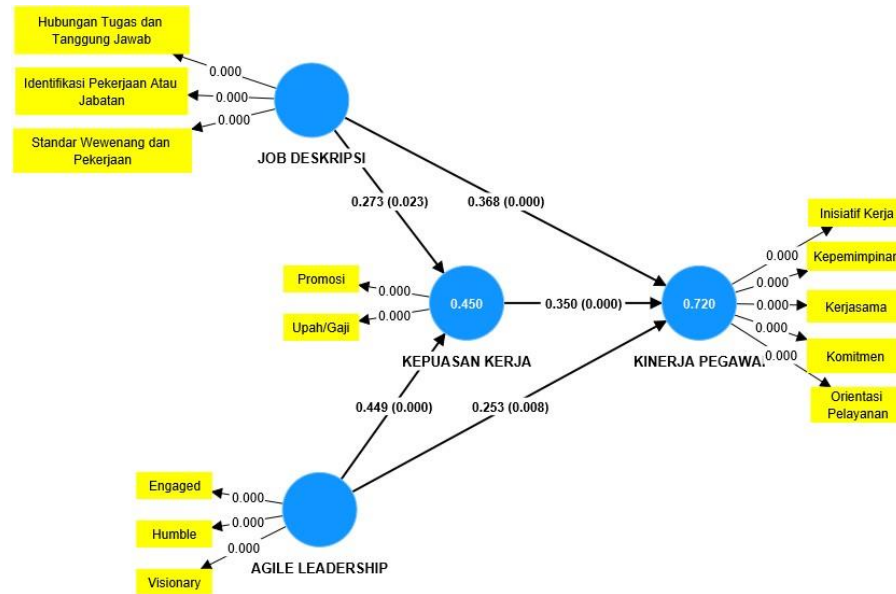 Hubungan Tugas dan
Tanggung Jawab
0.000
Identifikasi Pekerjaan Atau
Jabatan
0.000
0.000
Standar Wewenang dan
Pekerjaan
JOB DESKRIPSI
0.273 (0.023)
0.368 (0.000)
Inisiatif Kerja
0.000
Kepemimpinan
0.000
Promosi
0.000
0.000
Upah/Gaji
0.450
0.350 (0.000)
0.720
0.000
Kerjasama
0.000
Komitmen
0.000
KEPUASAN KERJA
KINERJA PEGAWAI
Orientasi
Pelayanan
0.449 (0.000)
0.253 (0.008)
Engaged
0.000
Humble
0.000
0.000
Visionary
AGILE LEADERSHIP